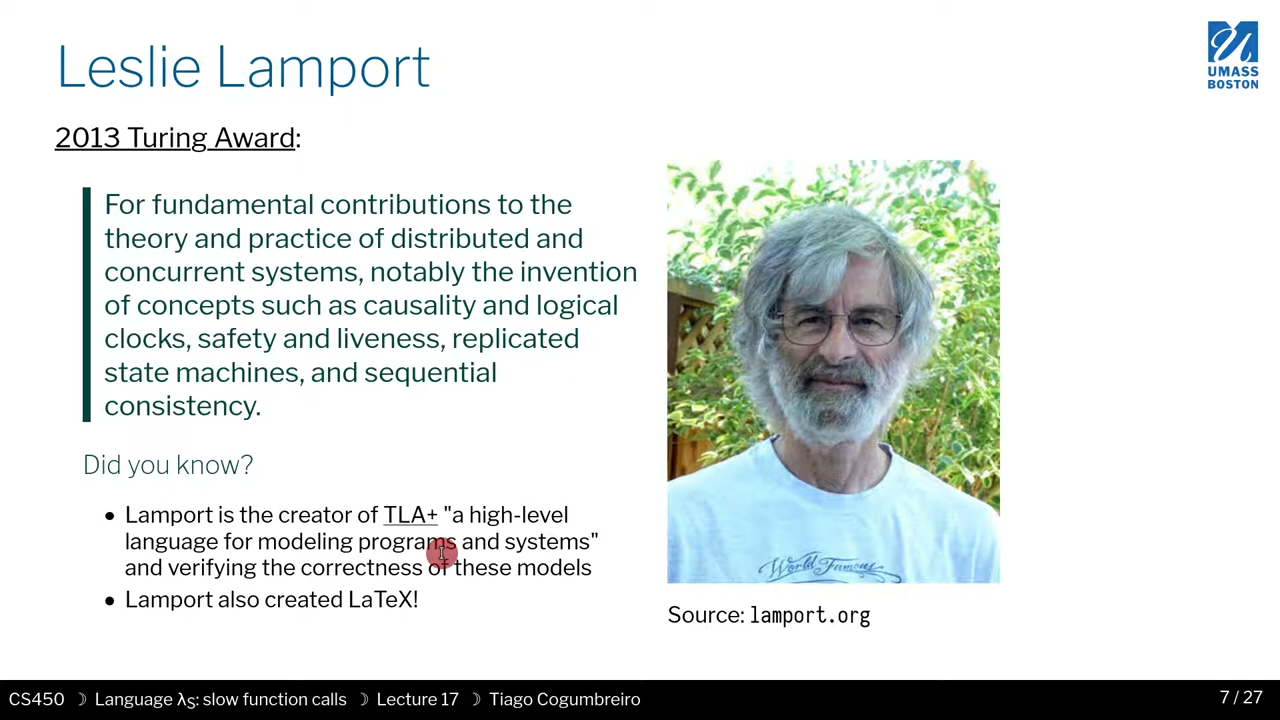 Leslie Lamport
UMASS
BOSTON
2013 Turing Award:
For fundamental contributions to the
theory and practice of distributed and
concurrent systems, notably the invention
of concepts such as causality and logical
clocks, safety and liveness, replicated
state machines, and sequential
consistency.
Did you know?
• Lamport is the creator of TLA+ "a high-level
language for modeling programs and systems"
and verifying the correctness of these models
• Lamport also created LaTeX!
World Famous
Source: lamport.org
CS450 ☽ Language λS: slow function calls ☽ Lecture 17 ☽ Tiago Cogumbreiro
7 / 27